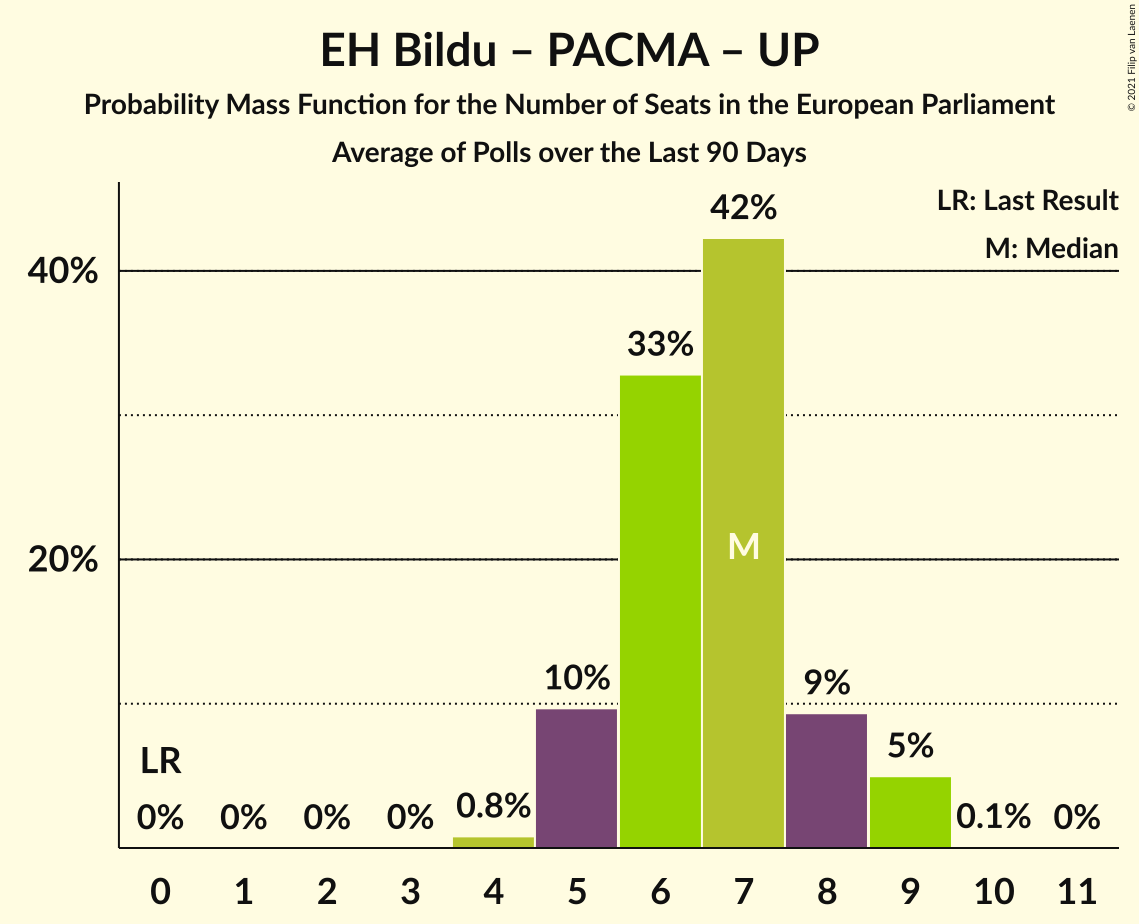 EH Bildu – PACMA – UP
Probability Mass Function for the Number of Seats in the European Parliament
Average of Polls over the Last 90 Days
© 2021 Filip van Laenen
LR: Last Result
M: Median
42%
40%
33%
20%
M
10%
9%
5%
LR
0%
0%
0%
0%
0.8%
0.1%
0%
0 1 2 3 4 5 6 7 8 9 10 11